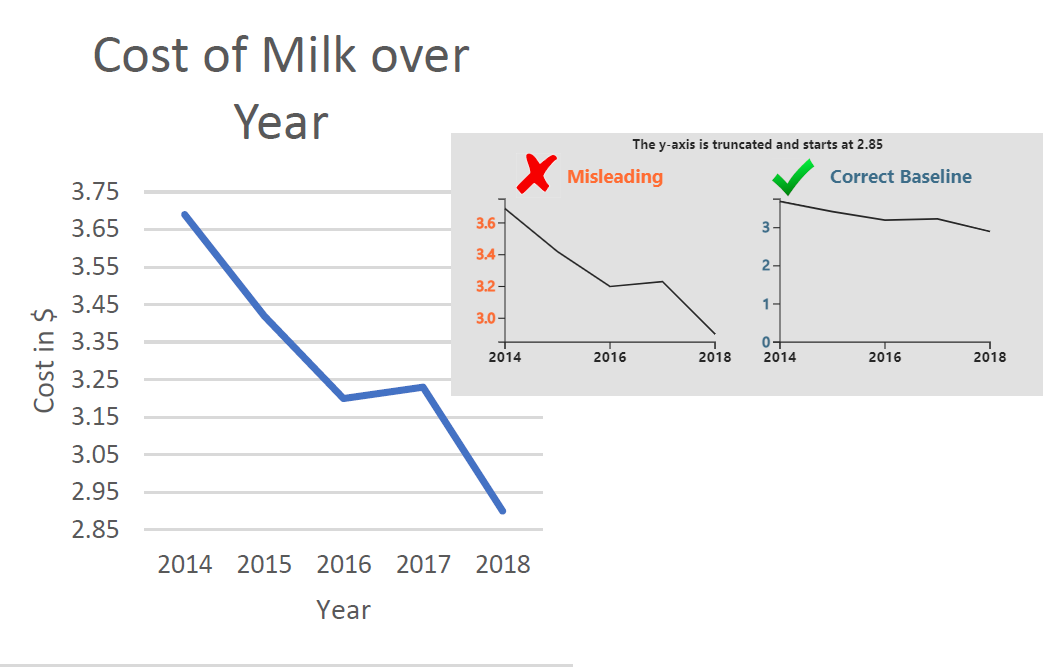 Cost of Milk over
Year
3.75
3.65
3.55
3.45
3.35
3.25
3.15
3.05
2.95
2.85
Cost in $
2014 2015 2016 2017 2018
Year
The y-axis is truncated and starts at 2.85
Misleading
3.6
3.4
3.2
3.0
2014 2016 2018
Correct Baseline
3
2
1
0
2014 2016 2018